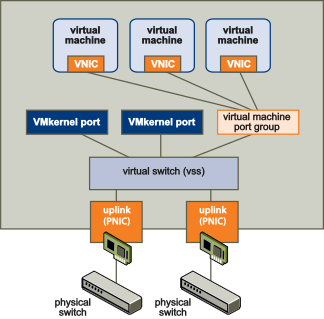 virtual
machine
VNIC
virtual
machine
VNIC
virtual
machine
VNIC
VMkernel port
VMkernel port
virtual machine
port group
virtual switch (vss)
uplink
(PNIC)
uplink
(PNIC)
physical
switch
physical
switch